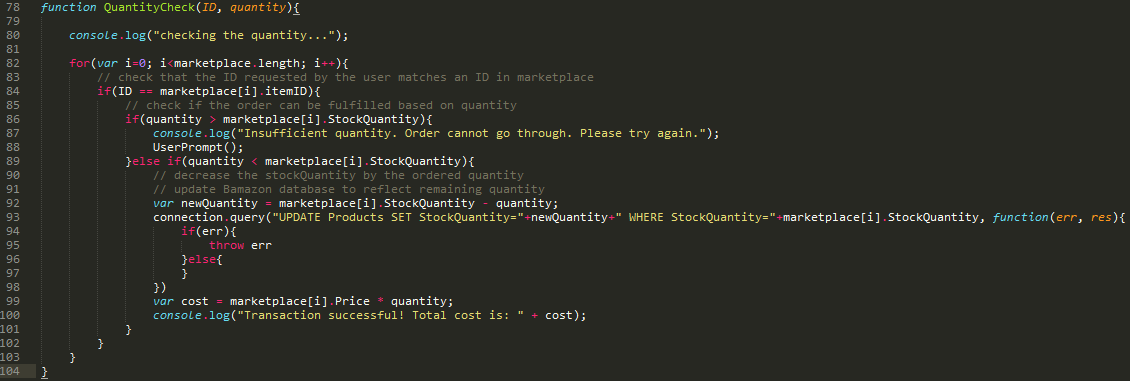 78 function QuantityCheck(ID, quantity){
79
80     console.log("checking the quantity...");
81
82     for(var i=0; i<marketplace.length; i++){
83         // check that the ID requested by the user matches an ID in marketplace
84         if(ID == marketplace[i].itemID){
85             // check if the order can be fulfilled based on quantity
86             if(quantity > marketplace[i].StockQuantity){
87                 console.log("Insufficient quantity. Order cannot go through. Please try again.");
88                 UserPrompt();
89             }else if(quantity < marketplace[i].StockQuantity){
90                 // decrease the stockQuantity by the ordered quantity
91                 // update Bamazon database to reflect remaining quantity
92                 var newQuantity = marketplace[i].StockQuantity - quantity;
93                 connection.query("UPDATE Products SET StockQuantity="+newQuantity+" WHERE StockQuantity="+marketplace[i].StockQuantity, function(err, res){
94                     if(err){
95                         throw err
96                     }else{
97                     }
98                 })
99                 var cost = marketplace[i].Price * quantity;
100                 console.log("Transaction successful! Total cost is: " + cost);
101             }
102         }
103     }
104 }